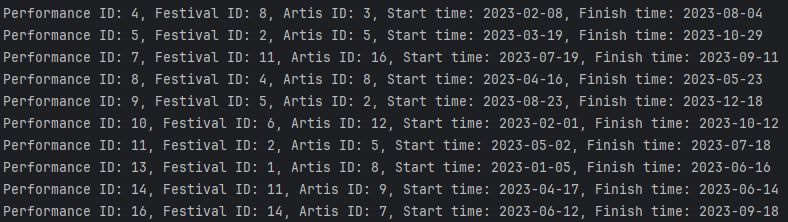 Performance ID: 4, Festival ID: 8, Artis ID: 3, Start time: 2023-02-08, Finish time: 2023-08-04
Performance ID: 5, Festival ID: 2, Artis ID: 5, Start time: 2023-03-19, Finish time: 2023-10-29
Performance ID: 7, Festival ID: 11, Artis ID: 16, Start time: 2023-07-19, Finish time: 2023-09-11
Performance ID: 8, Festival ID: 4, Artis ID: 8, Start time: 2023-04-16, Finish time: 2023-05-23
Performance ID: 9, Festival ID: 5, Artis ID: 2, Start time: 2023-08-23, Finish time: 2023-12-18
Performance ID: 10, Festival ID: 6, Artis ID: 12, Start time: 2023-02-01, Finish time: 2023-10-12
Performance ID: 11, Festival ID: 2, Artis ID: 5, Start time: 2023-05-02, Finish time: 2023-07-18
Performance ID: 13, Festival ID: 1, Artis ID: 8, Start time: 2023-01-05, Finish time: 2023-06-16
Performance ID: 14, Festival ID: 11, Artis ID: 9, Start time: 2023-04-17, Finish time: 2023-06-14
Performance ID: 16, Festival ID: 14, Artis ID: 7, Start time: 2023-06-12, Finish time: 2023-09-18